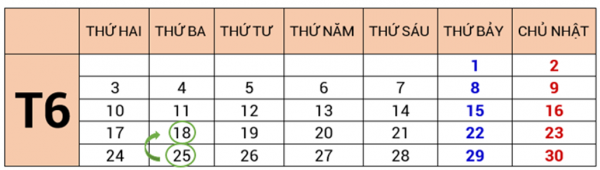 THỨ HAI THỨ BA THỨ TƯ THỨ NĂM THỨ SÁU THỨ BẢY CHỦ NHẬT
T6
1 2
3 4 5 6 7 8 9
10 11 12 13 14 15 16
17 18 19 20 21 22 23
24 25 26 27 28 29 30